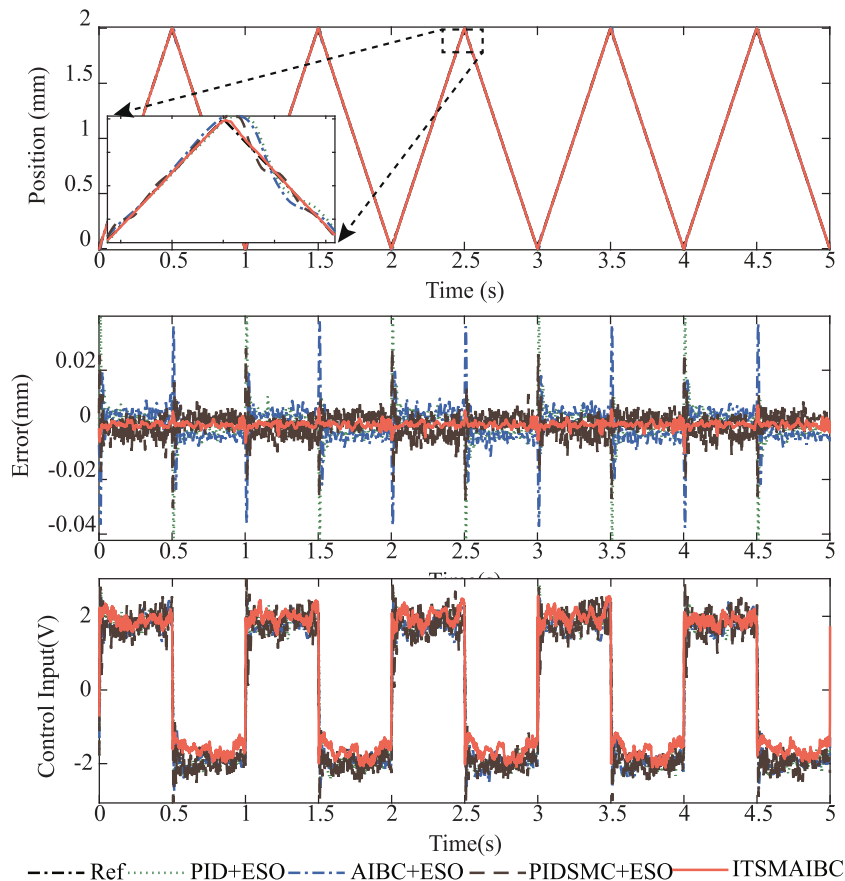 2
1.5
1
0.5
0
Position (mm)
0 0.5 1 1.5 2 2.5 3 3.5 4 4.5 5
Time (s)
0.02
0
-0.02
-0.04
Error(mm)
0 0.5 1 1.5 2 2.5 3 3.5 4 4.5 5
Time(s)
2
0
-2
Control Input(V)
0 0.5 1 1.5 2 2.5 3 3.5 4 4.5 5
Time(s)
Ref PID+ESO AIBC+ESO PIDSMC+ESO ITSMAIBC